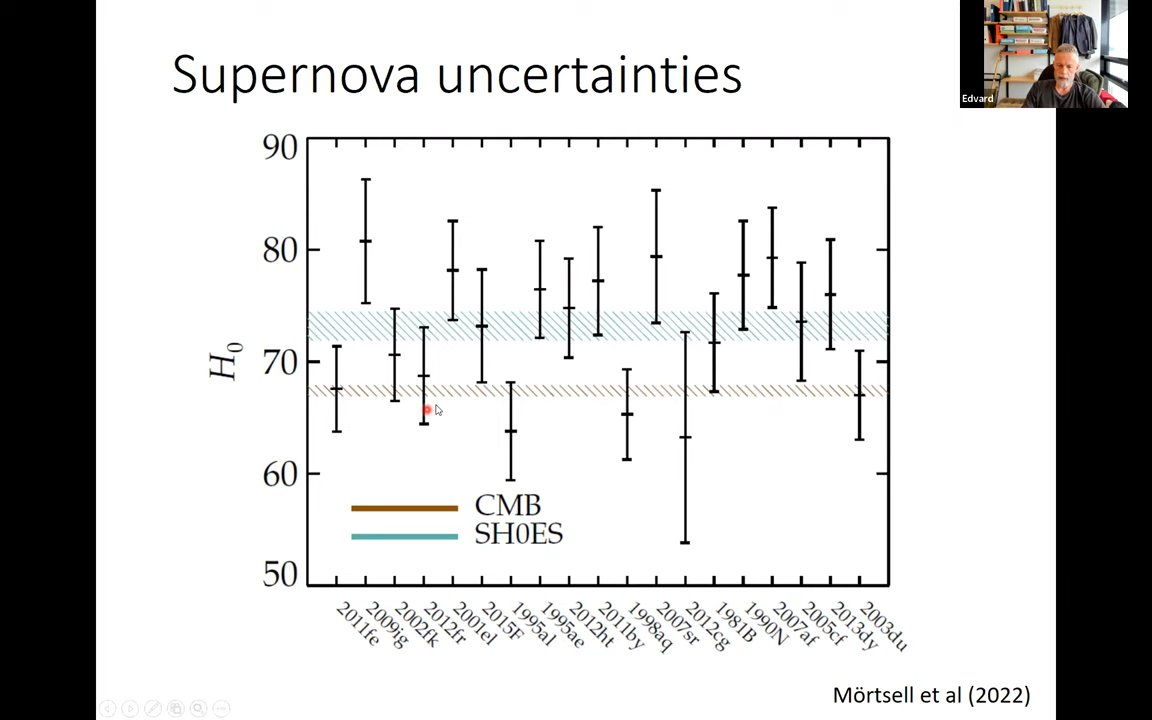 Supernova uncertainties
Edvard
90
80
70
60
50
H0
CMB
SH0ES
2011fe
2009ig
2002fk
2012fr
2001el
2015F
1995al
1995ae
2012ht
2011by
1998aq
2007sr
2012cg
1981B
1990N
2007af
2005cf
2013dy
2003du
Mörtsell et al (2022)